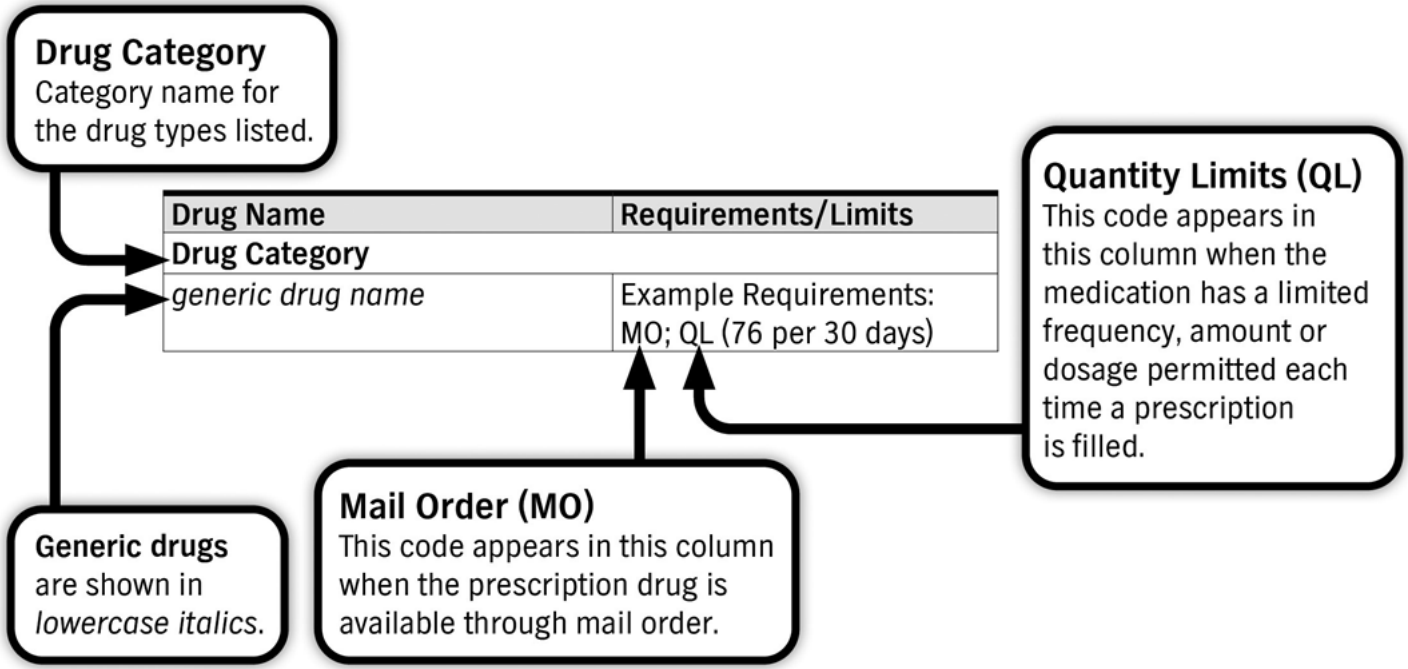 Drug Category
Category name for
the drug types listed.
Drug Name Requirements/Limits
Drug Category
generic drug name Example Requirements:
MO; QL (76 per 30 days)
Quantity Limits (QL)
This code appears in
this column when the
medication has a limited
frequency, amount or
dosage permitted each
time a prescription
is filled.
Generic drugs
are shown in
lowercase italics.
Mail Order (MO)
This code appears in this column
when the prescription drug is
available through mail order.